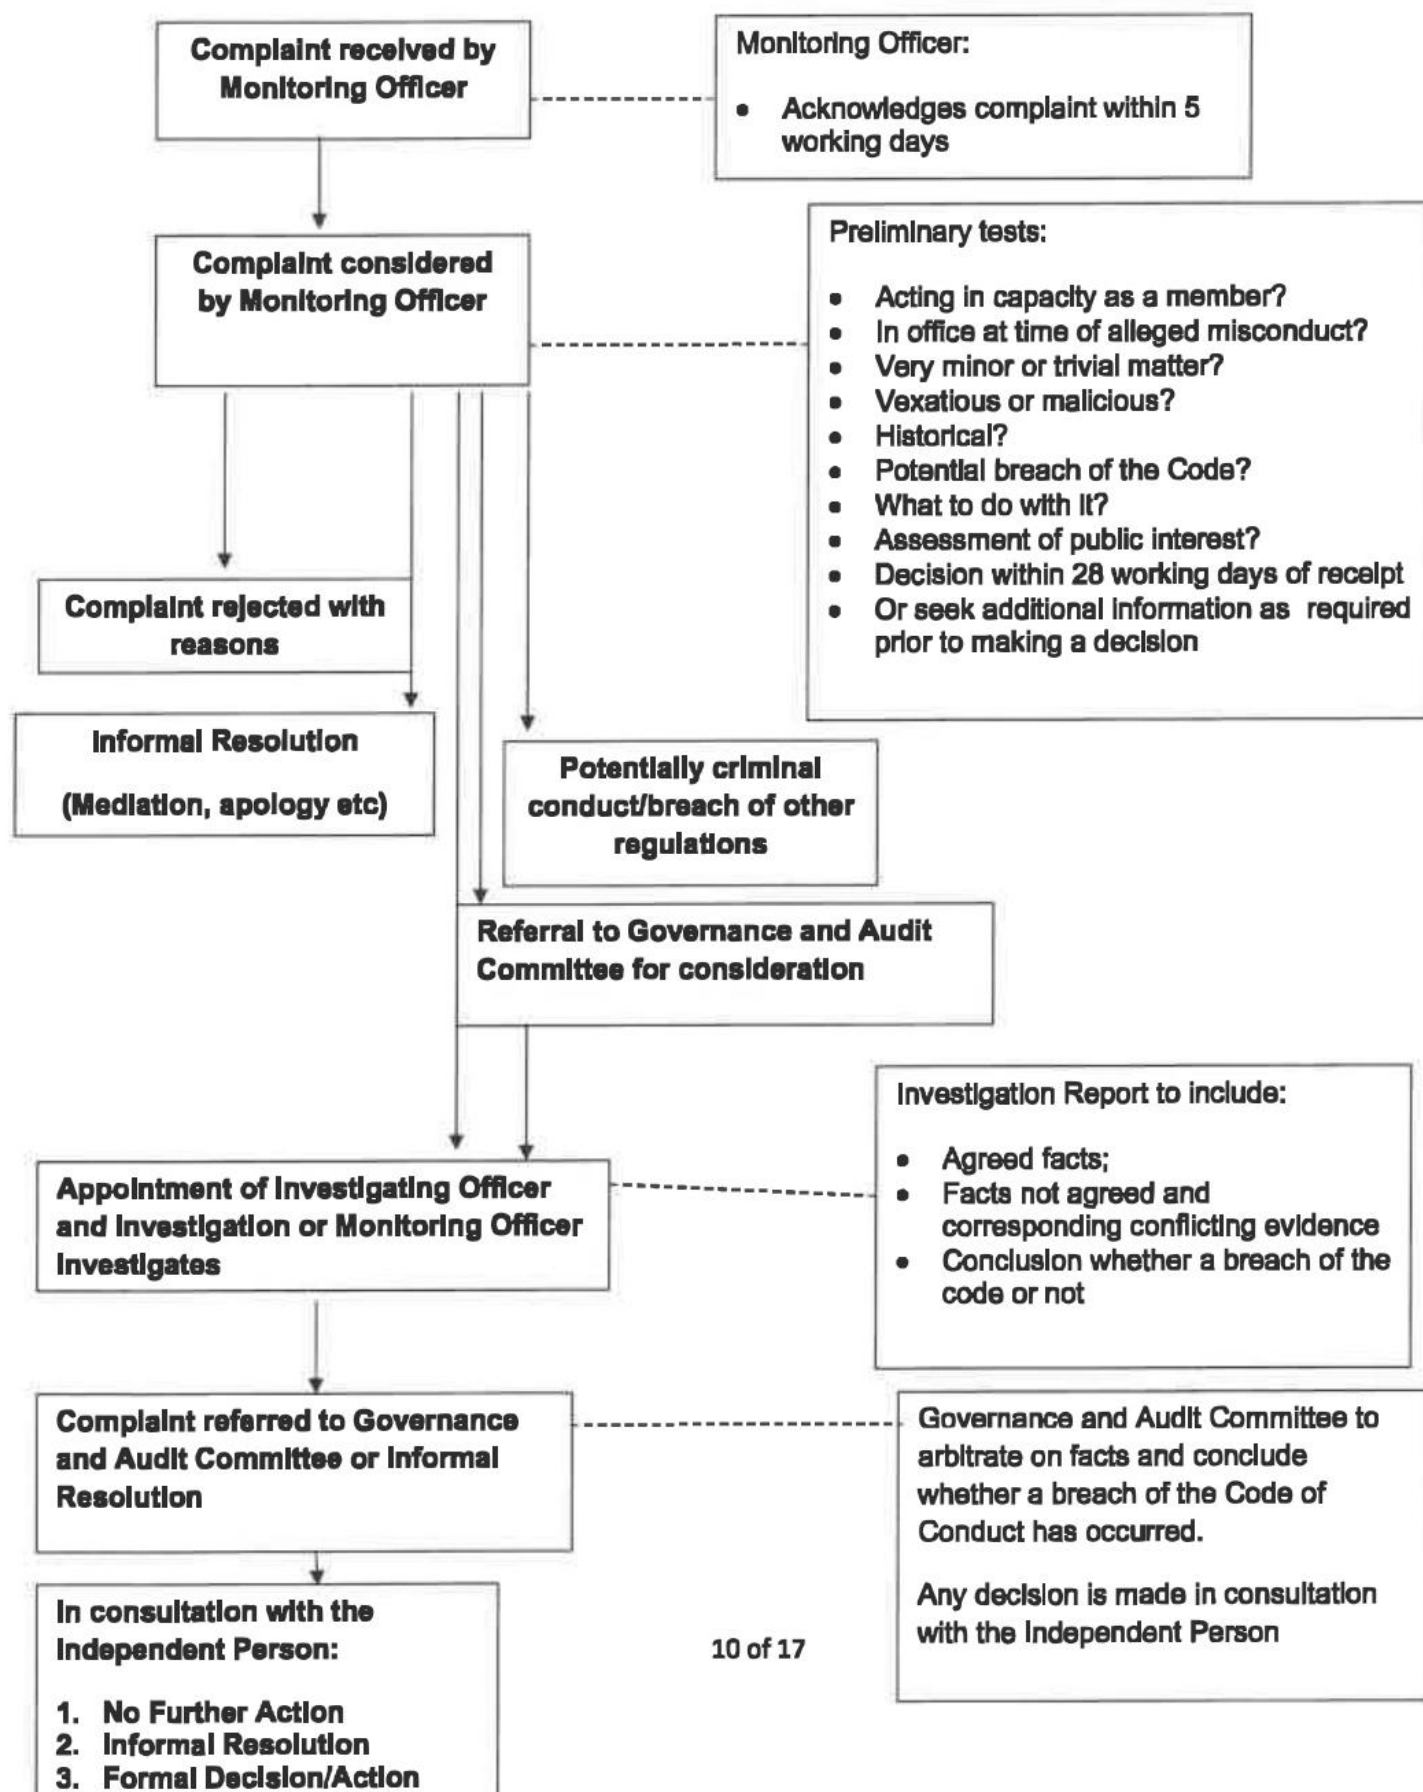 Complaint received by
Monitoring Officer
Monitoring Officer:
• Acknowledges complaint within 5
working days
Complaint considered
by Monitoring Officer
Preliminary tests:
• Acting in capacity as a member?
• In office at time of alleged misconduct?
• Very minor or trivial matter?
• Vexatious or malicious?
• Historical?
• Potential breach of the Code?
• What to do with it?
• Assessment of public interest?
• Decision within 28 working days of receipt
• Or seek additional information as required
prior to making a decision
Complaint rejected with
reasons
Informal Resolution
(Mediation, apology etc)
Potentially criminal
conduct/breach of other
regulations
Referral to Governance and Audit
Committee for consideration
Investigation Report to include:
• Agreed facts;
• Facts not agreed and
corresponding conflicting evidence
• Conclusion whether a breach of the
code or not
Appointment of Investigating Officer
and Investigation or Monitoring Officer
Investigates
Complaint referred to Governance
and Audit Committee or Informal
Resolution
Governance and Audit Committee to
arbitrate on facts and conclude
whether a breach of the Code of
Conduct has occurred.
Any decision is made in consultation
with the Independent Person
In consultation with the
Independent Person:
1. No Further Action
2. Informal Resolution
3. Formal Decision/Action
10 of 17